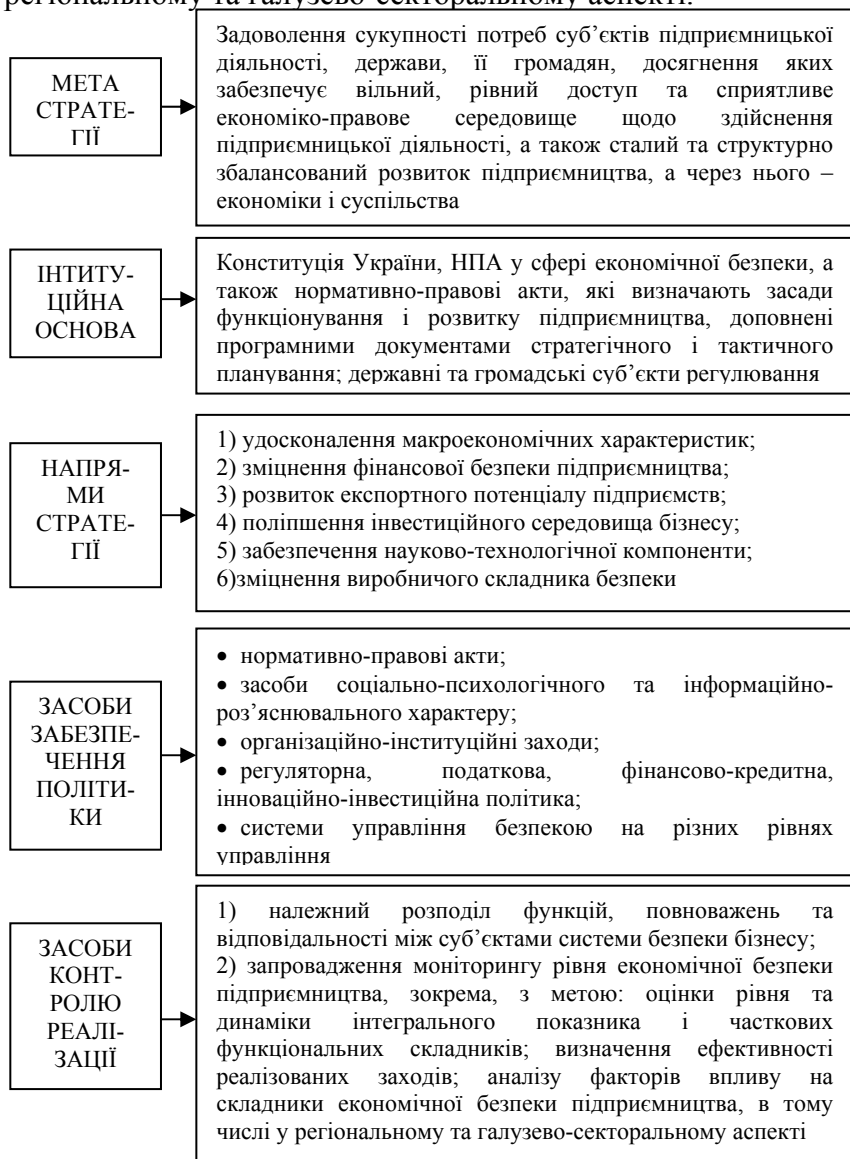 регіональному та галузево-секторальному аспекті.
МЕТА
СТРАТЕ-
ГІЇ
Задоволення сукупності потреб суб’єктів підприємницької
діяльності, держави, її громадян, досягнення яких
забезпечує вільний, рівний доступ та сприятливе
економіко-правове середовище щодо здійснення
підприємницької діяльності, а також сталий та структурно
збалансований розвиток підприємництва, а через нього –
економіки і суспільства
ІНТИТУ-
ЦІЙНА
ОСНОВА
Конституція України, НПА у сфері економічної безпеки, а
також нормативно-правові акти, які визначають засади
функціонування і розвитку підприємництва, доповнені
програмними документами стратегічного і тактичного
планування; державні та громадські суб’єкти регулювання
НАПРЯ-
МИ
СТРАТЕ-
ГІЇ
1) удосконалення макроекономічних характеристик;
2) зміцнення фінансової безпеки підприємництва;
3) розвиток експортного потенціалу підприємств;
4) поліпшення інвестиційного середовища бізнесу;
5) забезпечення науково-технологічної компоненти;
6)зміцнення виробничого складника безпеки
ЗАСОБИ
ЗАБЕЗПЕ-
ЧЕННЯ
ПОЛІТИ-
КИ
• нормативно-правові акти;
• засоби соціально-психологічного та інформаційно-
роз’яснювального характеру;
• організаційно-інституційні заходи;
• регуляторна, податкова, фінансово-кредитна,
інноваційно-інвестиційна політика;
• системи управління безпекою на різних рівнях
управління
ЗАСОБИ
КОНТ-
РОЛЮ
РЕАЛІ-
ЗАЦІЇ
1) належний розподіл функцій, повноважень та
відповідальності між суб’єктами системи безпеки бізнесу;
2) запровадження моніторингу рівня економічної безпеки
підприємництва, зокрема, з метою: оцінки рівня та
динаміки інтегрального показника і часткових
функціональних складників; визначення ефективності
реалізованих заходів; аналізу факторів впливу на
складники економічної безпеки підприємництва, в тому
числі у регіональному та галузево-секторальному аспекті